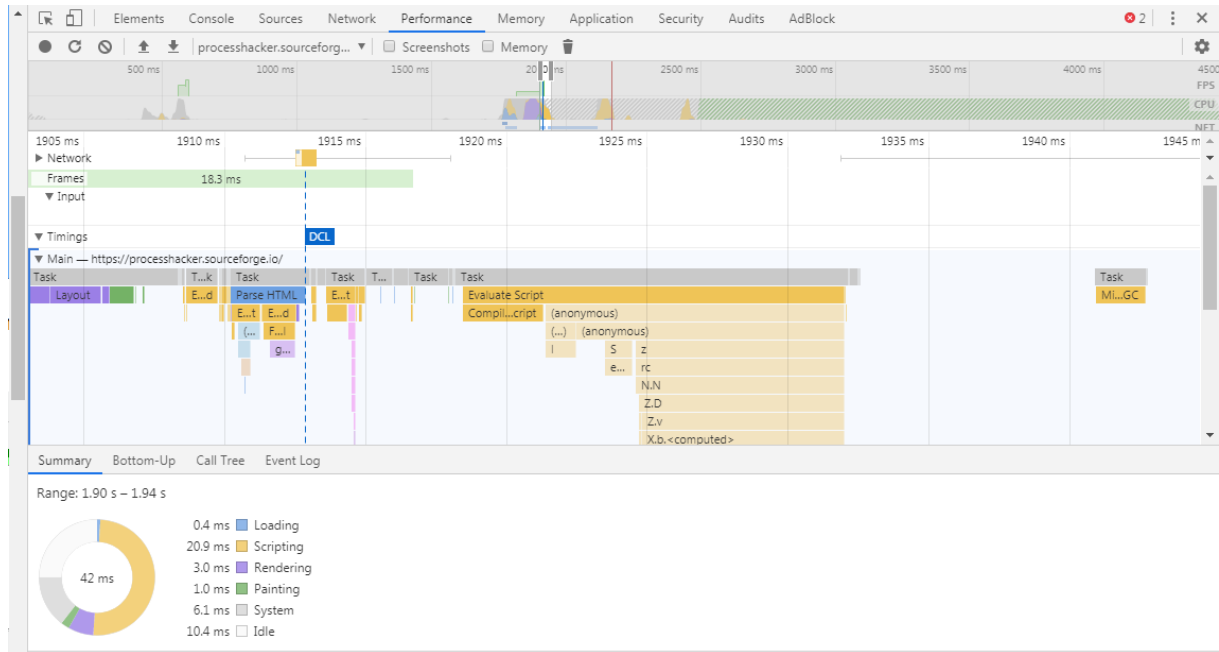 Elements Console Sources Network Performance Memory Application Security Audits AdBlock 2
processhacker.sourceforg... Screenshots Memory
500 ms 1000 ms 1500 ms 2500 ms 3000 ms 3500 ms 4000 ms 4500
FPS
CPU
NET
1905 ms 1910 ms 1915 ms 1920 ms 1925 ms 1930 ms 1935 ms 1940 ms 1945 m
Network
Frames 18.3 ms
Input
Timings DCL
Main — https://processhacker.sourceforge.io/
Task T...k Task Task T... Task Task Task
Layout E...d Parse HTML E...t Evaluate Script Mi...GC
E...t E...d Compil...cript (anonymous)
(... F...l (...) (anonymous)
g... l S z
e... rc
N.N
Z.D
Z.v
X.b.<computed>
Summary Bottom-Up Call Tree Event Log
Range: 1.90 s – 1.94 s
0.4 ms Loading
20.9 ms Scripting
3.0 ms Rendering
42 ms
1.0 ms Painting
6.1 ms System
10.4 ms Idle